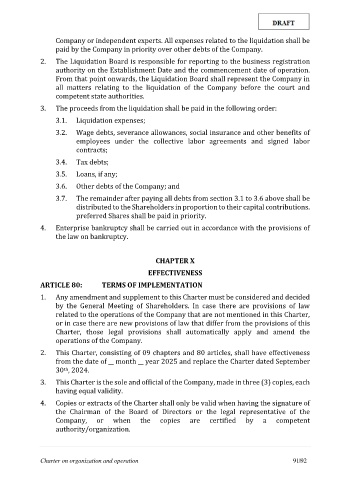 DRAFT
Company or independent experts. All expenses related to the liquidation shall be
paid by the Company in priority over other debts of the Company.
2. The Liquidation Board is responsible for reporting to the business registration
authority on the Establishment Date and the commencement date of operation.
From that point onwards, the Liquidation Board shall represent the Company in
all matters relating to the liquidation of the Company before the court and
competent state authorities.
3. The proceeds from the liquidation shall be paid in the following order:
3.1. Liquidation expenses;
3.2. Wage debts, severance allowances, social insurance and other benefits of
employees under the collective labor agreements and signed labor
contracts;
3.4. Tax debts;
3.5. Loans, if any;
3.6. Other debts of the Company; and
3.7. The remainder after paying all debts from section 3.1 to 3.6 above shall be
distributed to the Shareholders in proportion to their capital contributions.
preferred Shares shall be paid in priority.
4. Enterprise bankruptcy shall be carried out in accordance with the provisions of
the law on bankruptcy.
CHAPTER X
EFFECTIVENESS
ARTICLE 80: TERMS OF IMPLEMENTATION
1. Any amendment and supplement to this Charter must be considered and decided
by the General Meeting of Shareholders. In case there are provisions of law
related to the operations of the Company that are not mentioned in this Charter,
or in case there are new provisions of law that differ from the provisions of this
Charter, those legal provisions shall automatically apply and amend the
operations of the Company.
2. This Charter, consisting of 09 chapters and 80 articles, shall have effectiveness
from the date of __ month __ year 2025 and replace the Charter dated September
30th, 2024.
3. This Charter is the sole and official of the Company, made in three (3) copies, each
having equal validity.
4. Copies or extracts of the Charter shall only be valid when having the signature of
the Chairman of the Board of Directors or the legal representative of the
Company, or when the copies are certified by a competent
authority/organization.
Charter on organization and operation 91|92